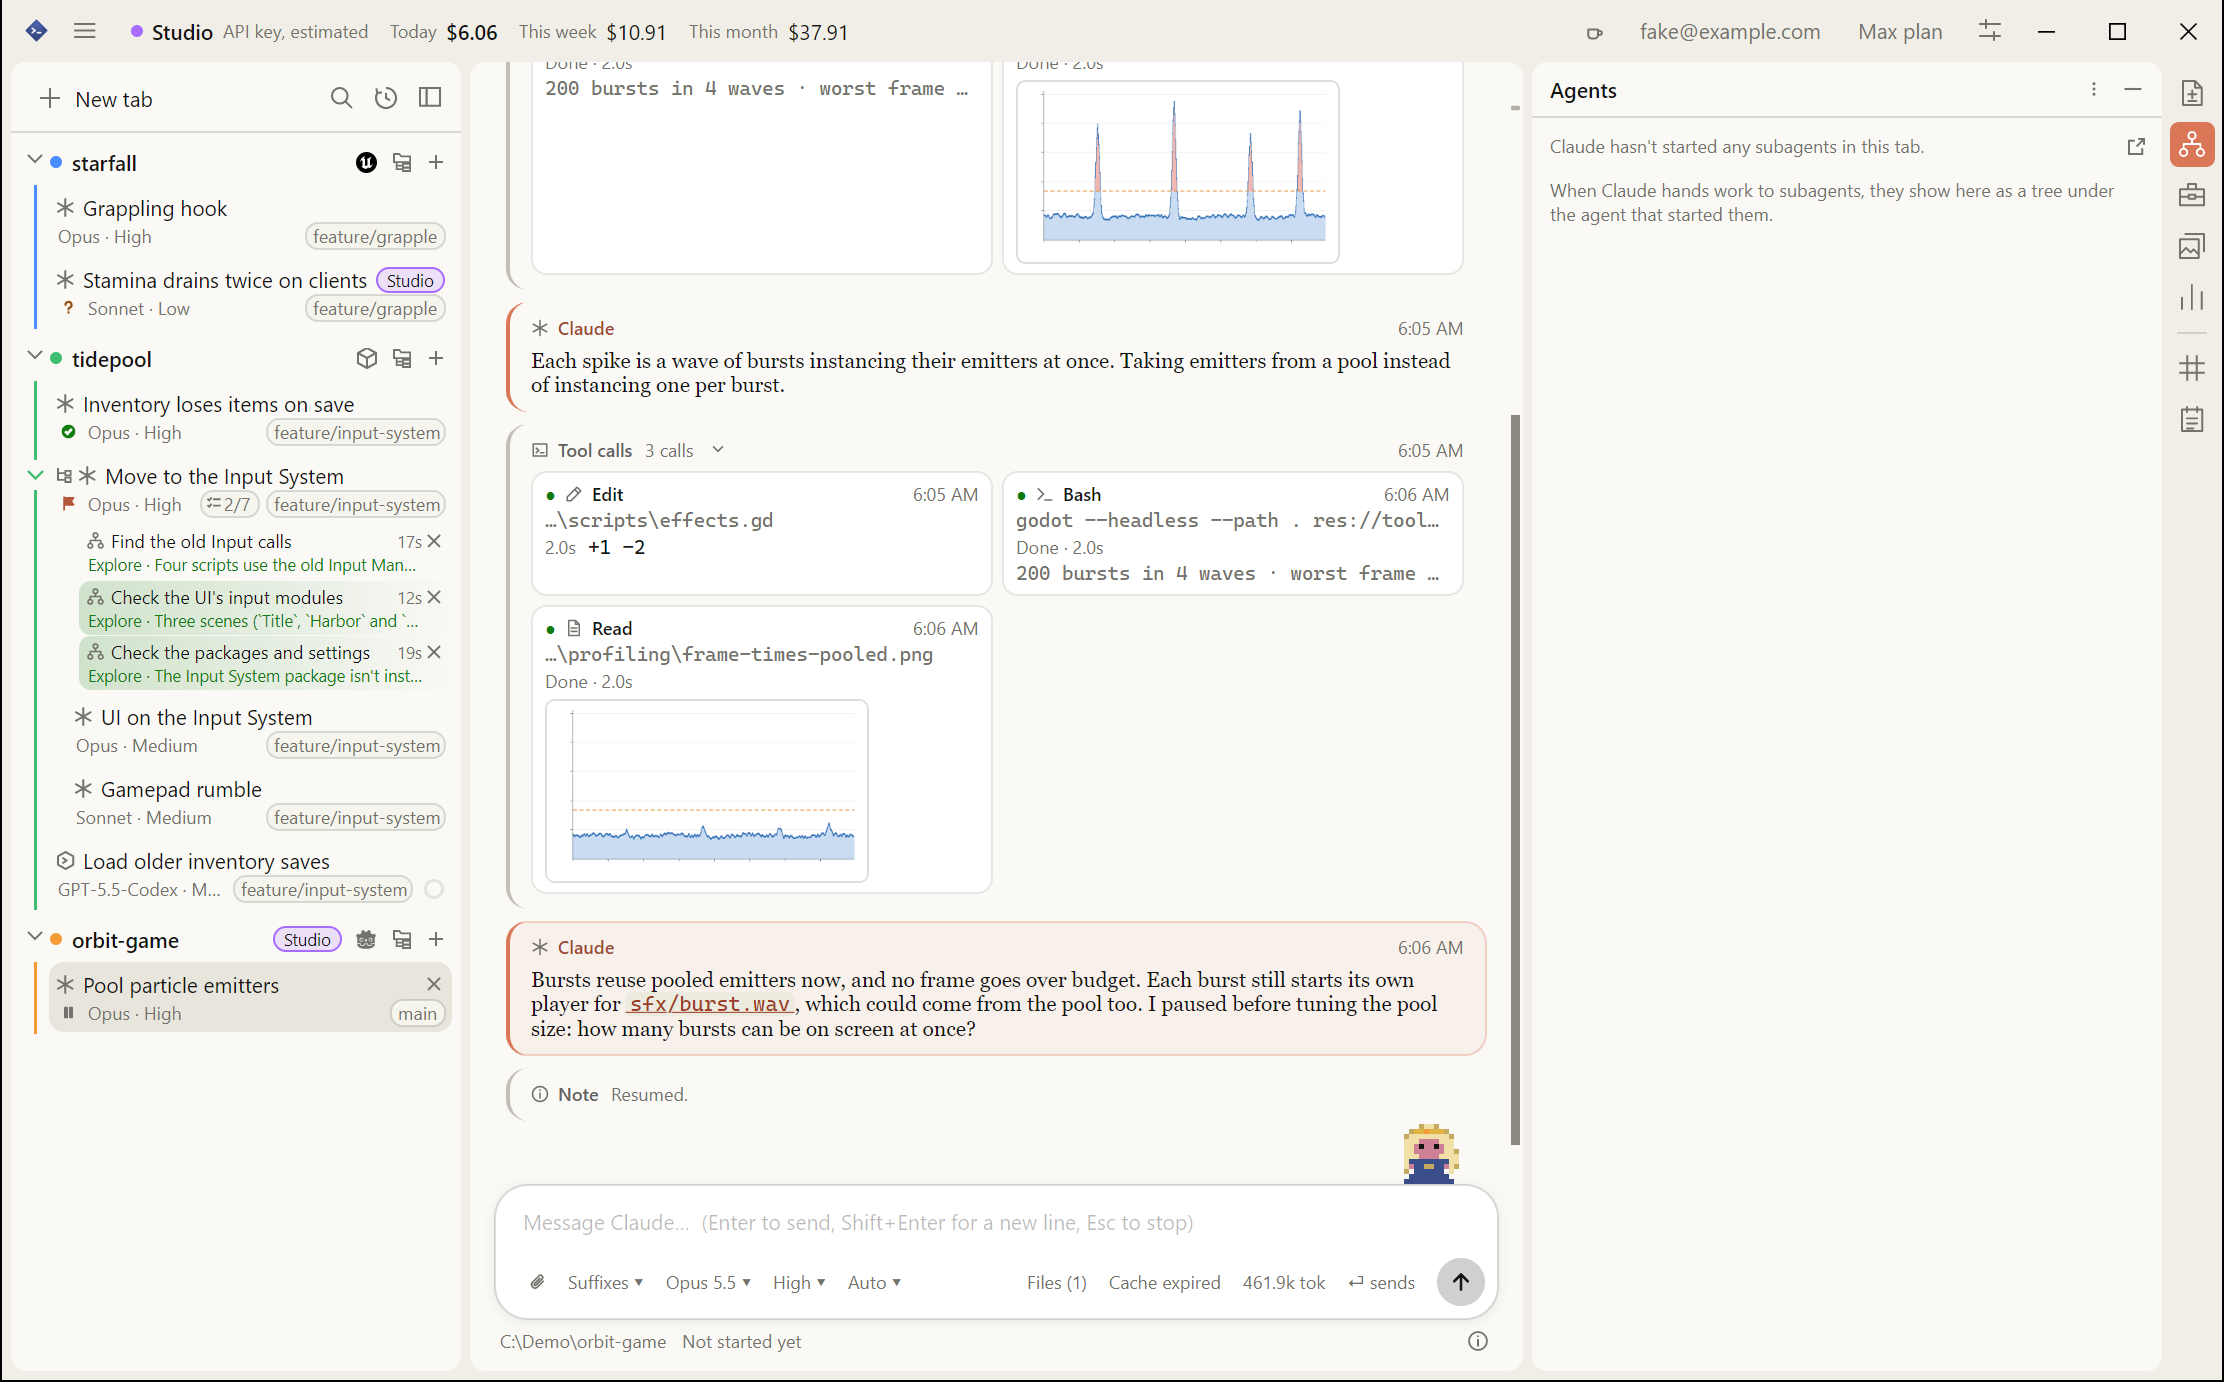 Studio API key, estimated Today $6.06 This week $10.91 This month $37.91
fake@example.com Max plan
New tab
starfall
Grappling hook
Opus · High feature/grapple
Stamina drains twice on clients Studio
? Sonnet · Low feature/grapple
tidepool
Inventory loses items on save
Opus · High feature/input-system
Move to the Input System
Opus · High 2/7 feature/input-system
Find the old Input calls 17s
Explore · Four scripts use the old Input Man...
Check the UI's input modules 12s
Explore · Three scenes (`Title`, `Harbor` and `...
Check the packages and settings 19s
Explore · The Input System package isn't inst...
UI on the Input System
Opus · Medium feature/input-system
Gamepad rumble
Sonnet · Medium feature/input-system
Load older inventory saves
GPT-5.5-Codex · M... feature/input-system
orbit-game Studio
Pool particle emitters
Opus · High main
Done · 2.0s
200 bursts in 4 waves · worst frame …
Done · 2.0s
Claude 6:05 AM
Each spike is a wave of bursts instancing their emitters at once. Taking emitters from a pool instead
of instancing one per burst.
Tool calls 3 calls 6:05 AM
Edit 6:05 AM
…\scripts\effects.gd
2.0s +1 −2
Bash 6:06 AM
godot --headless --path . res://tool…
Done · 2.0s
200 bursts in 4 waves · worst frame …
Read 6:06 AM
…\profiling\frame-times-pooled.png
Done · 2.0s
Claude 6:06 AM
Bursts reuse pooled emitters now, and no frame goes over budget. Each burst still starts its own
player for sfx/burst.wav, which could come from the pool too. I paused before tuning the pool
size: how many bursts can be on screen at once?
Note Resumed.
Message Claude... (Enter to send, Shift+Enter for a new line, Esc to stop)
Suffixes Opus 5.5 High Auto Files (1) Cache expired 461.9k tok sends
C:\Demo\orbit-game Not started yet
Agents
Claude hasn't started any subagents in this tab.
When Claude hands work to subagents, they show here as a tree under
the agent that started them.